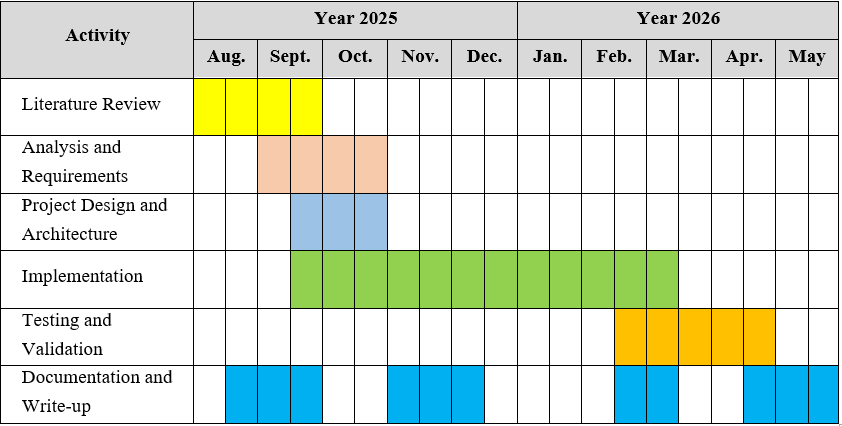 Activity
Year 2025
Year 2026
Aug.
Sept.
Oct.
Nov.
Dec.
Jan.
Feb.
Mar.
Apr.
May
Literature Review
Analysis and
Requirements
Project Design and
Architecture
Implementation
Testing and
Validation
Documentation and
Write-up